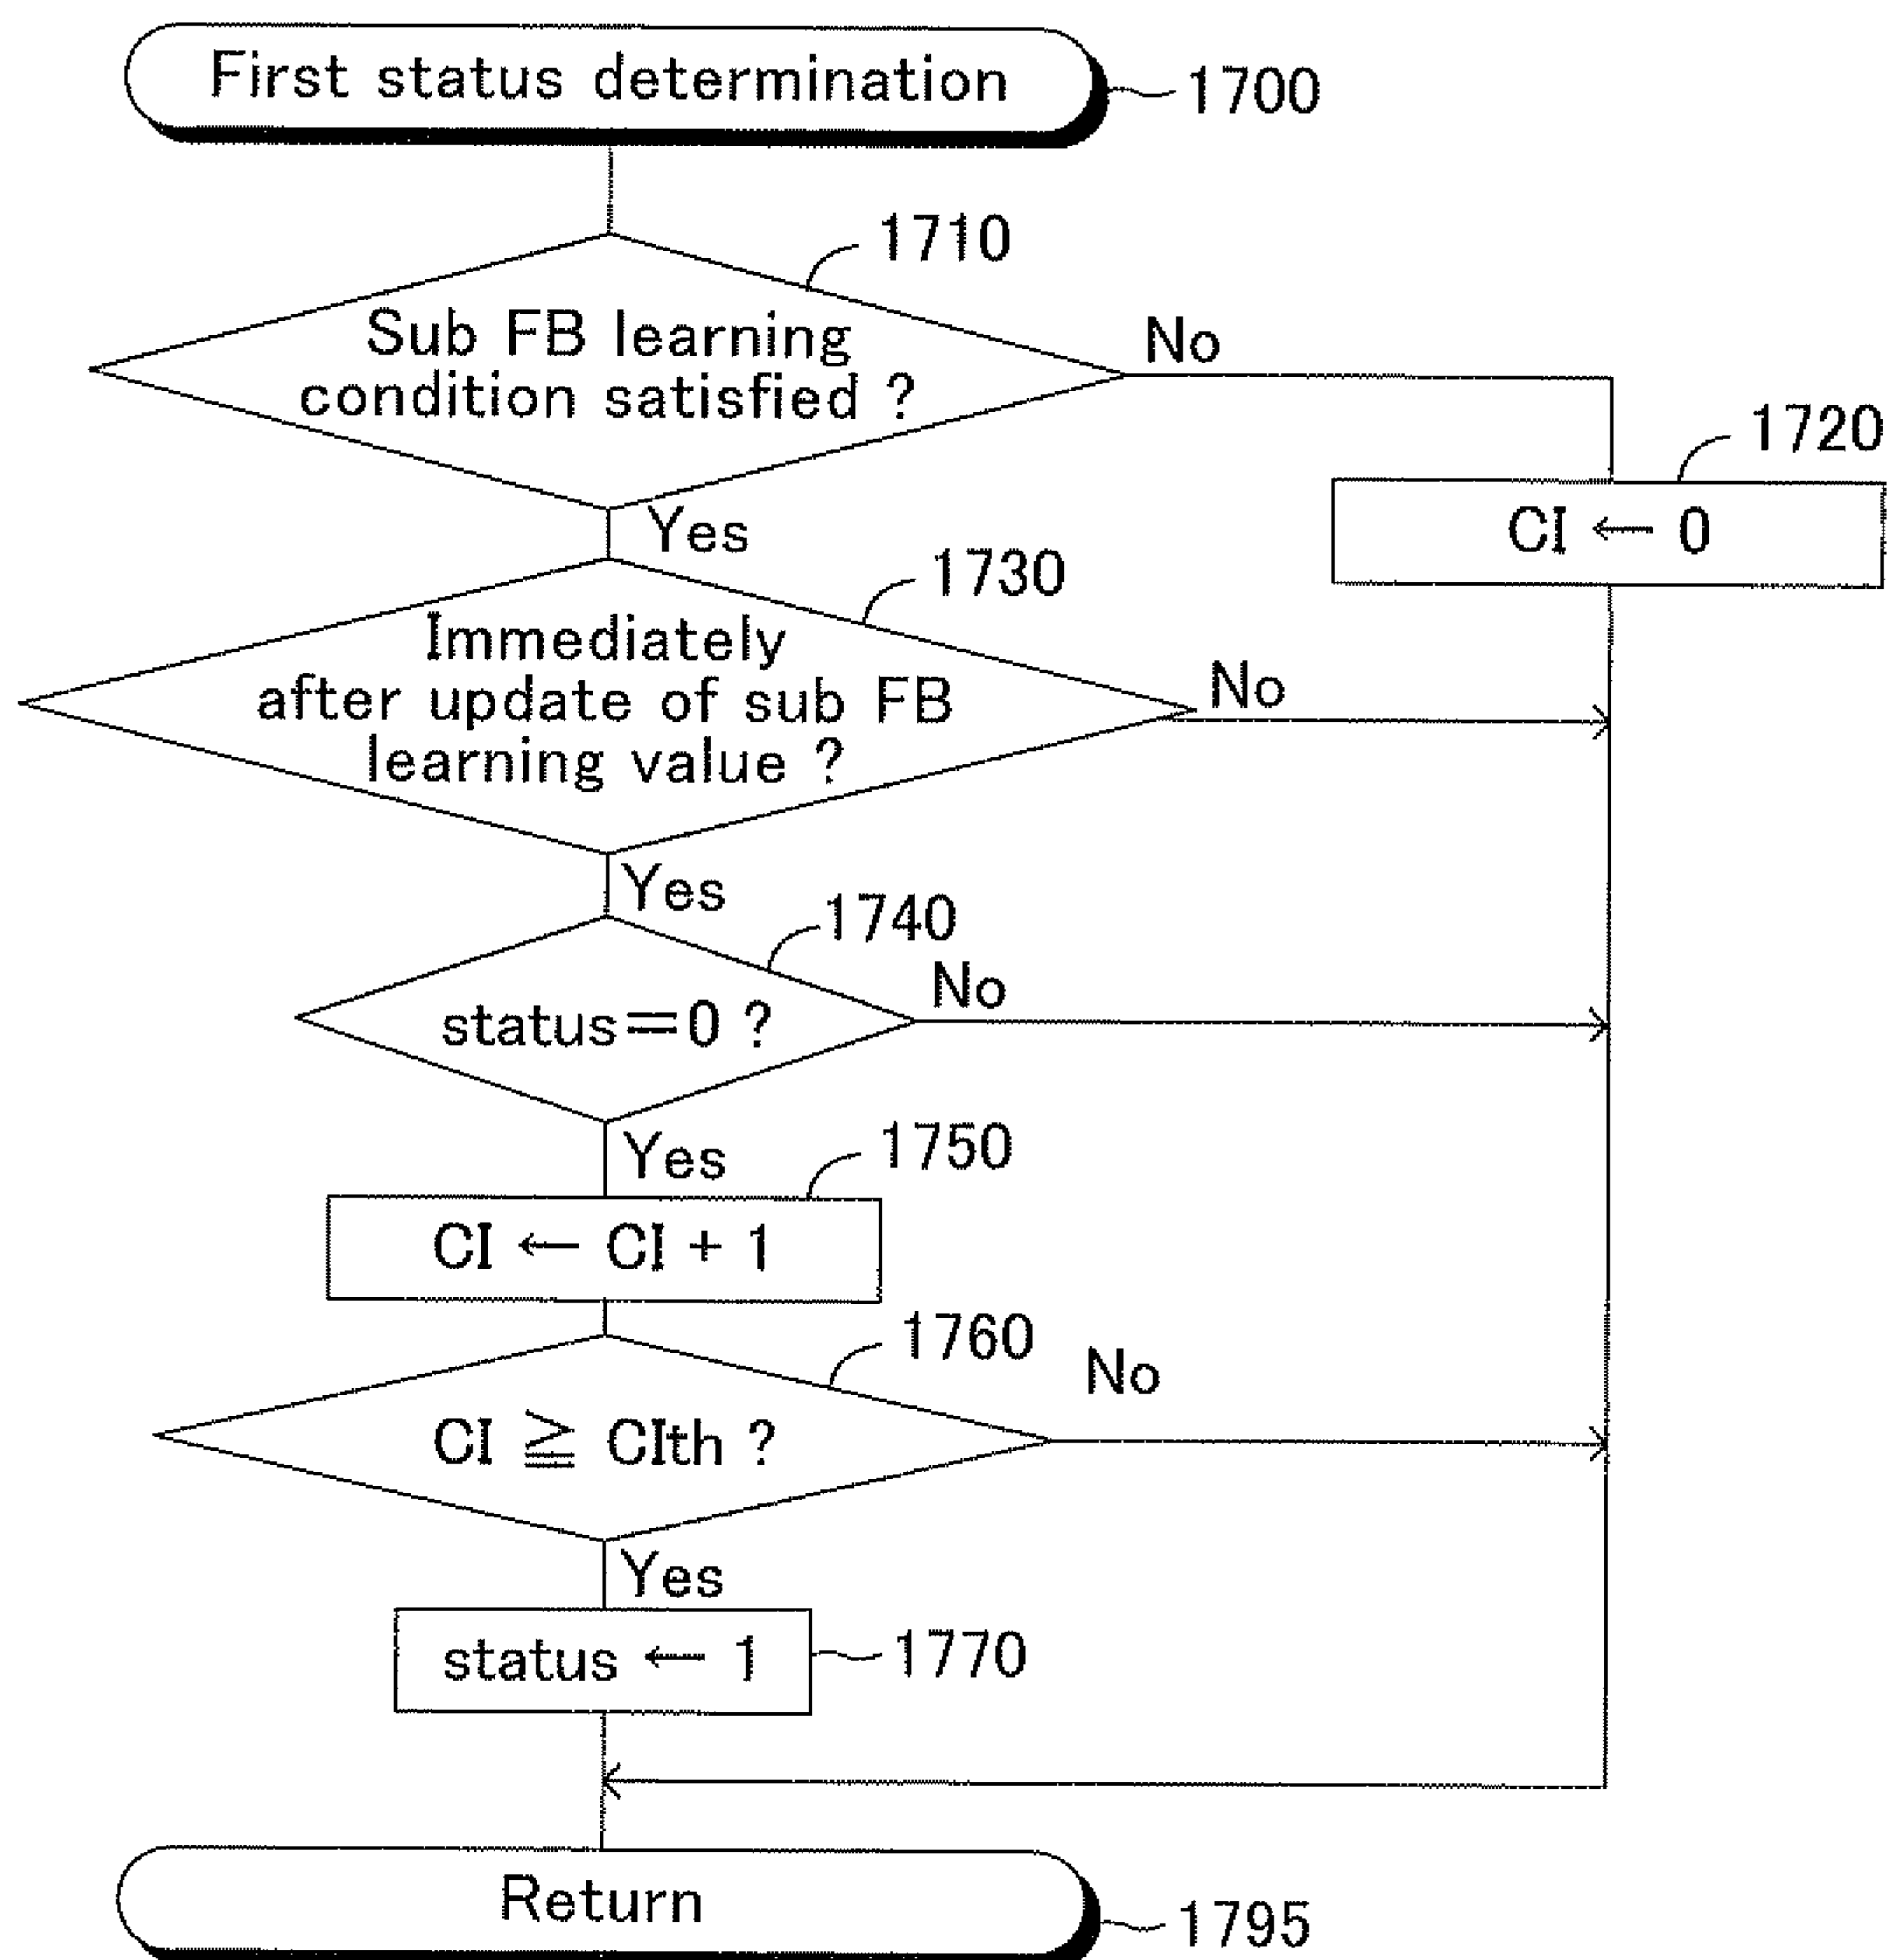 First status determination
1700
1710
Sub FB learning
condition satisfied ?
No
1720
CI ← 0
Yes
1730
Immediately
after update of sub FB
learning value ?
No
Yes
1740
status=0 ?
No
Yes
1750
CI ← CI + 1
1760
CI ≧ CIth ?
No
Yes
status ← 1
1770
Return
1795